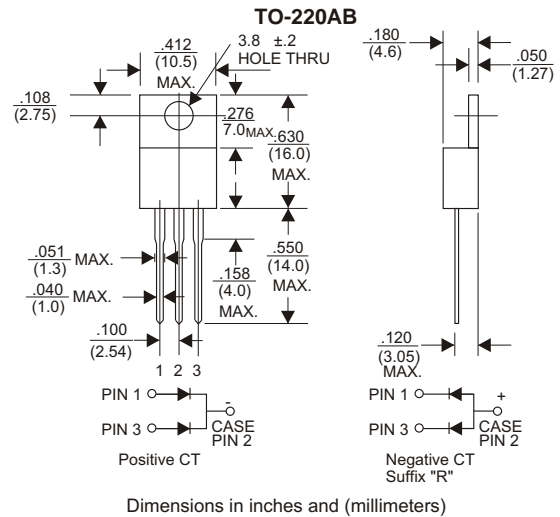 TO-220AB
.412
(10.5)
MAX.
3.8 ±.2
HOLE THRU
.180
(4.6)
.050
(1.27)
.108
(2.75)
.276
7.0MAX.
.630
(16.0)
MAX.
.051
(1.3)
MAX.
.040
(1.0)
MAX.
.158
(4.0)
MAX.
.550
(14.0)
MAX.
.100
(2.54)
.120
(3.05)
MAX.
1 2 3
PIN 1
PIN 3
-
CASE
PIN 2
Positive CT
PIN 1
PIN 3
+
CASE
PIN 2
Negative CT
Suffix "R"
Dimensions in inches and (millimeters)